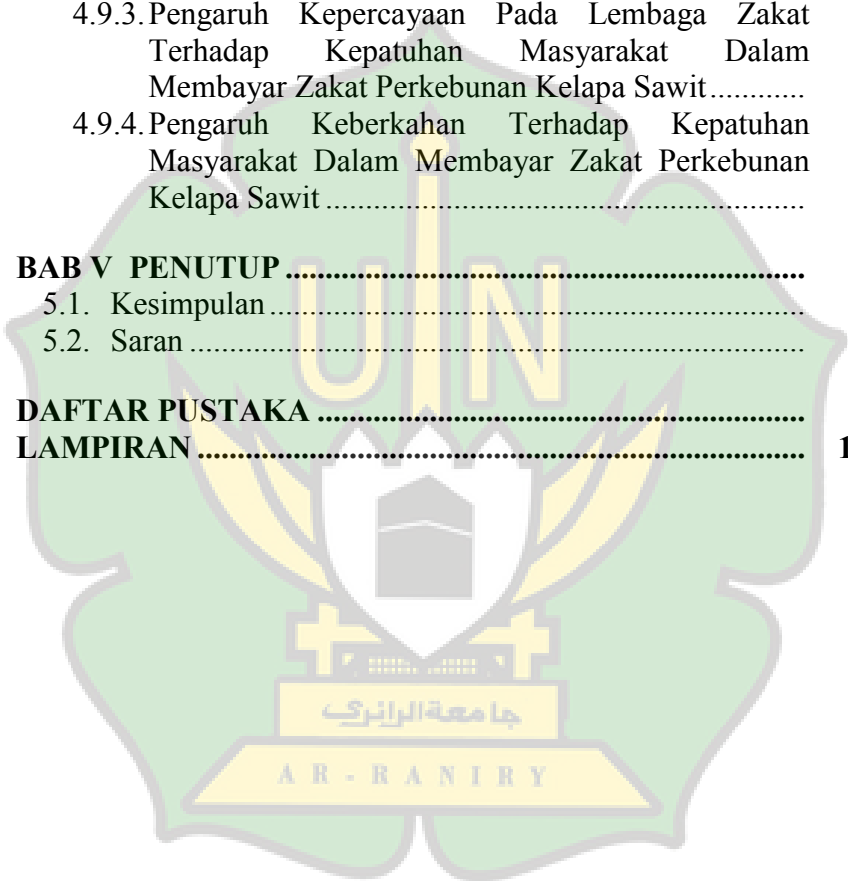 4.9.3. Pengaruh Kepercayaan Pada Lembaga Zakat
Terhadap Kepatuhan Masyarakat Dalam
Membayar Zakat Perkebunan Kelapa Sawit............
4.9.4. Pengaruh Keberkahan Terhadap Kepatuhan
Masyarakat Dalam Membayar Zakat Perkebunan
Kelapa Sawit............................................................
BAB V PENUTUP.................................................................
5.1. Kesimpulan...................................................................
5.2. Saran.............................................................................
DAFTAR PUSTAKA.............................................................
LAMPIRAN............................................................................ 1
UIN
جامعة الرانري
AR-RANIRY